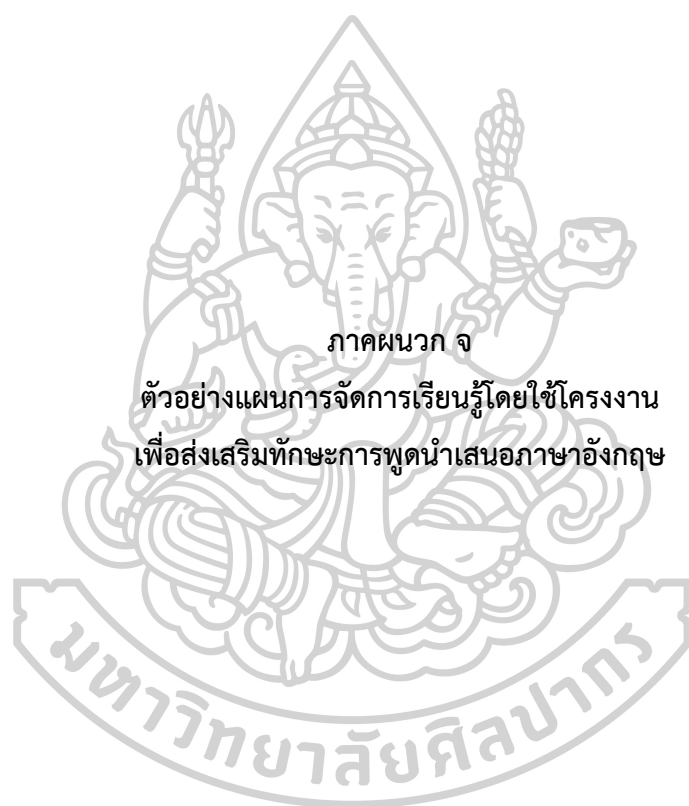 ภาคผนวก จ
ตัวอย่างแผนการจัดการเรียนรู้โดยใช้โครงงาน
เพื่อส่งเสริมทักษะการพูดนำเสนอภาษาอังกฤษ
มหาวิทยาลัยศิลปากร